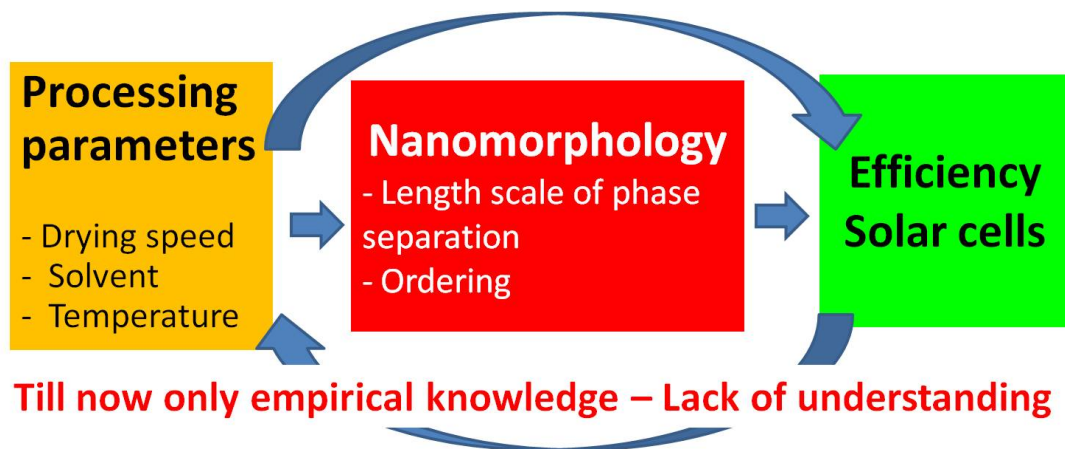 Processing
parameters
- Drying speed
- Solvent
- Temperature
Nanomorphology
- Length scale of phase
separation
- Ordering
Efficiency
Solar cells
Till now only empirical knowledge – Lack of understanding